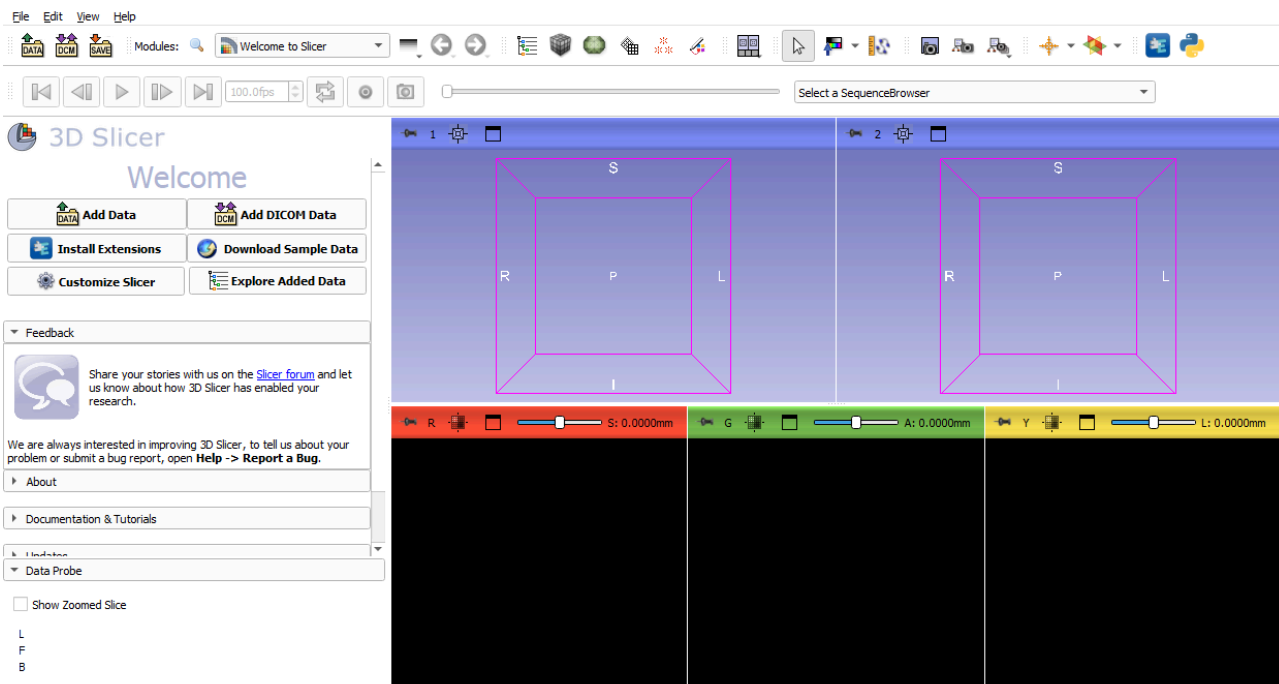 File Edit View Help
DATA DCM SAVE Modules: Welcome to Slicer
100.0fps Select a SequenceBrowser
3D Slicer
Welcome
DATA Add Data
DCM Add DICOM Data
Install Extensions
Download Sample Data
Customize Slicer
Explore Added Data
Feedback
Share your stories with us on the Slicer forum and let
us know about how 3D Slicer has enabled your
research.
We are always interested in improving 3D Slicer, to tell us about your
problem or submit a bug report, open Help -> Report a Bug.
About
Documentation & Tutorials
Updates
Data Probe
Show Zoomed Slice
L
F
B
1
S
R P L
I
2
S
R P L
I
R S: 0.0000mm
G A: 0.0000mm
Y L: 0.0000mm